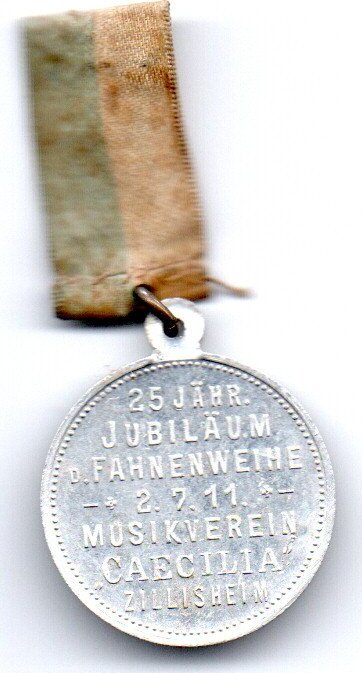 25 JÄHR.
JUBILÄUM
D. FAHNENWEIHE
2.7.11.
MUSIKVEREIN
"CAECILIA"
ZILLISHEIM